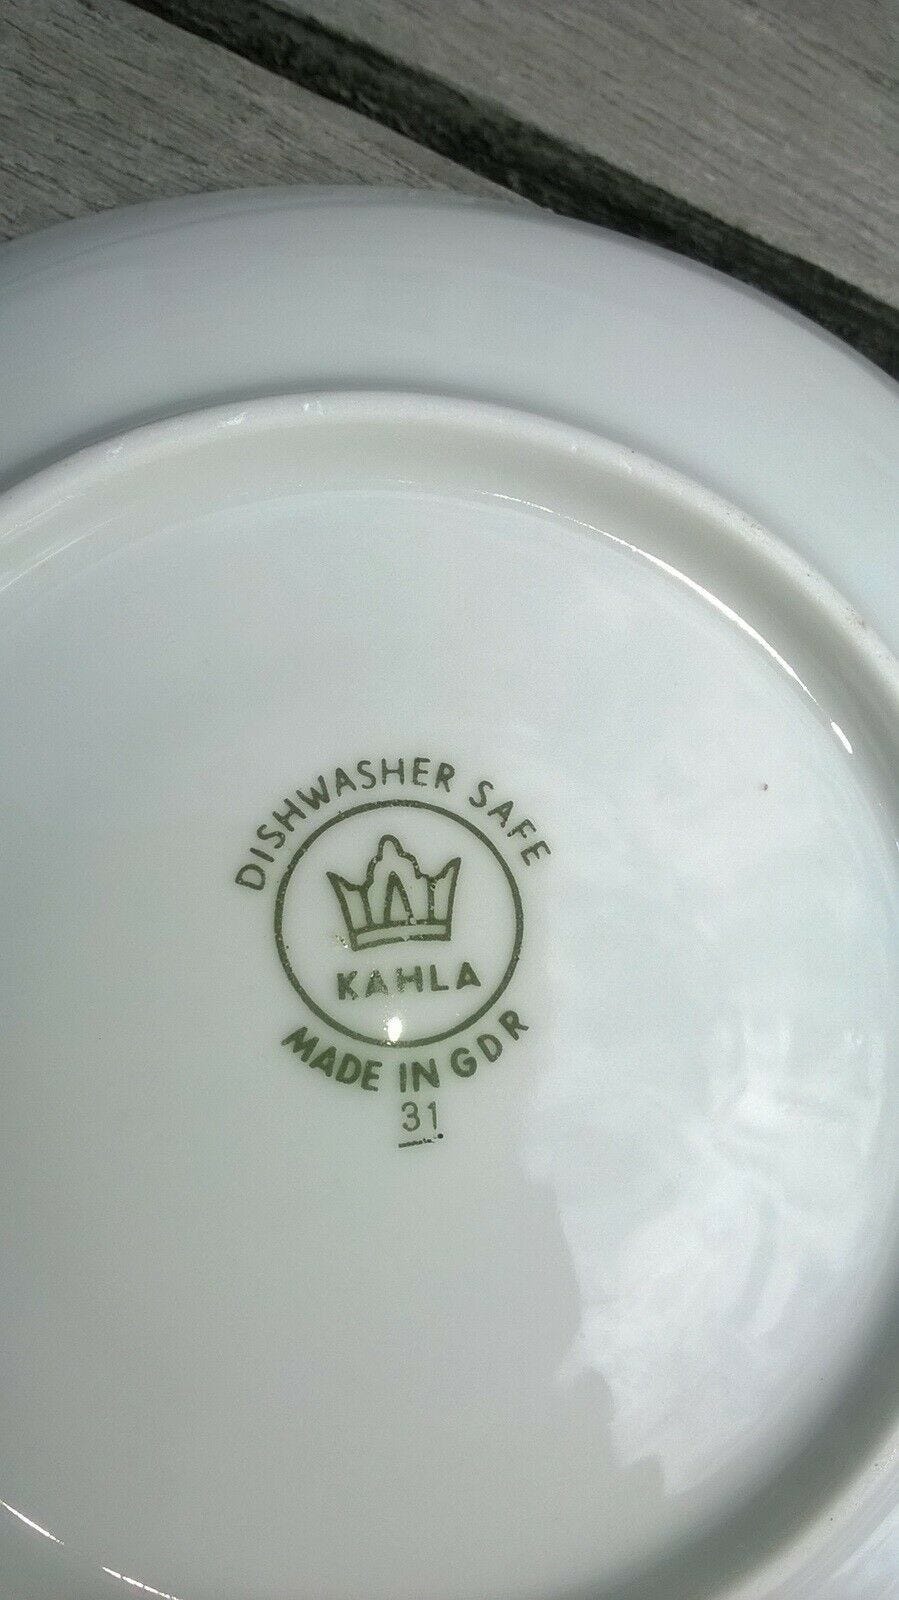 DISHWASHER SAFE
KAHLA
MADE IN GDR
31